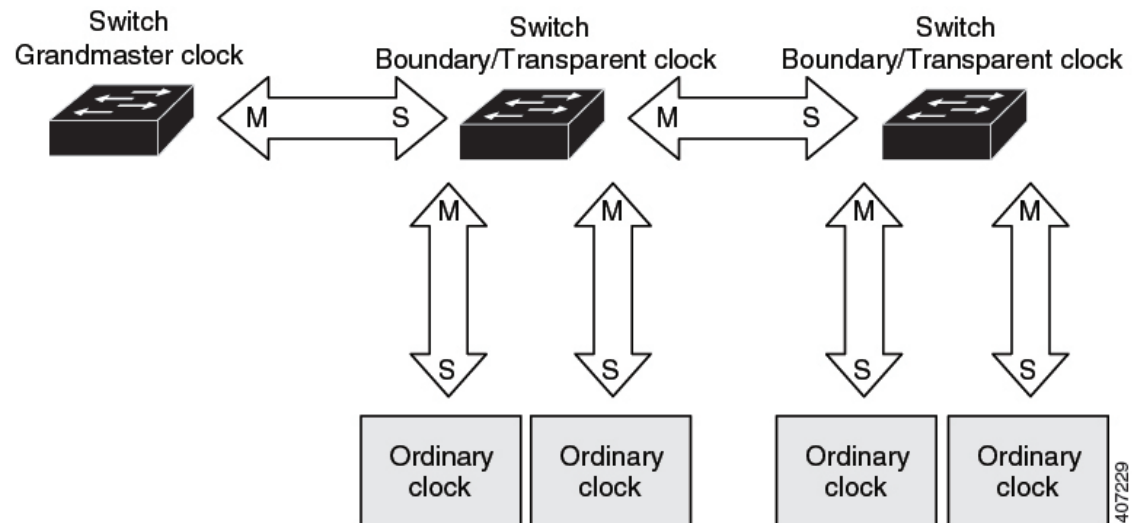 Switch
Grandmaster clock
Switch
Boundary/Transparent clock
Switch
Boundary/Transparent clock
M
S
M
S
M
M
M
M
S
S
S
S
Ordinary
clock
Ordinary
clock
Ordinary
clock
Ordinary
clock
407229